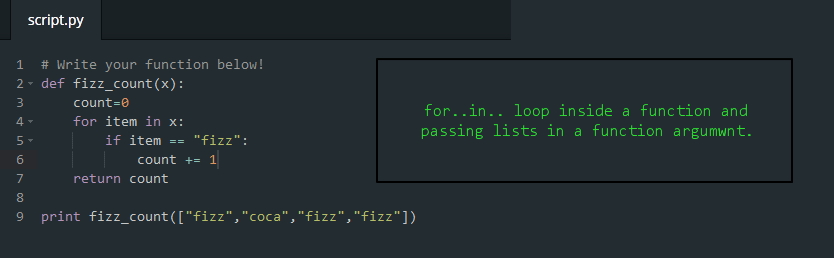 script.py
1 # Write your function below!
2 def fizz_count(x):
3     count=0
4     for item in x:
5         if item == "fizz":
6             count += 1
7     return count
8
9 print fizz_count(["fizz","coca","fizz","fizz"])
for..in.. loop inside a function and
passing lists in a function argumwnt.